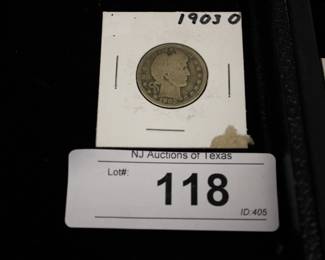 1903 O
NJ Auctions of Texas
Lot#:
118
ID:405